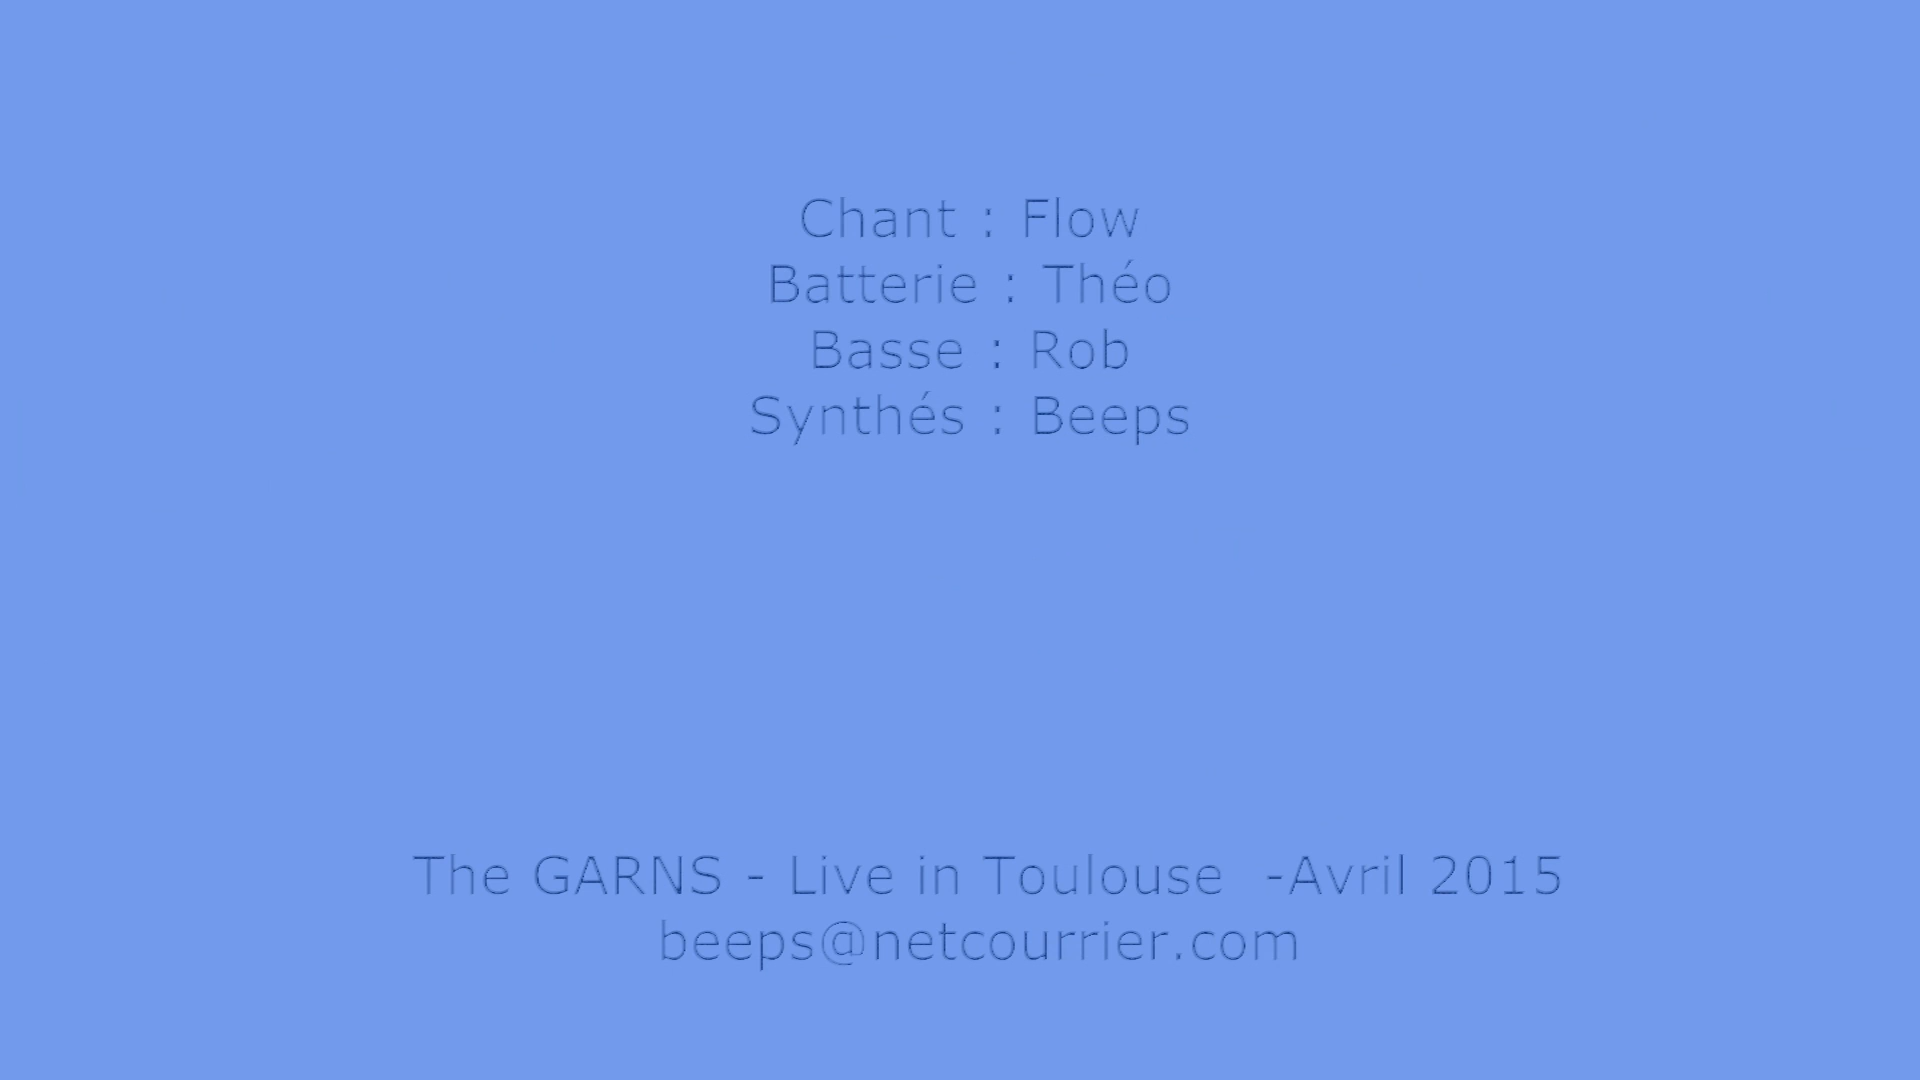 Chant : Flow
Batterie : Théo
Basse : Rob
Synthés : Beeps
The GARNS - Live in Toulouse  -Avril 2015
beeps@netcourrier.com